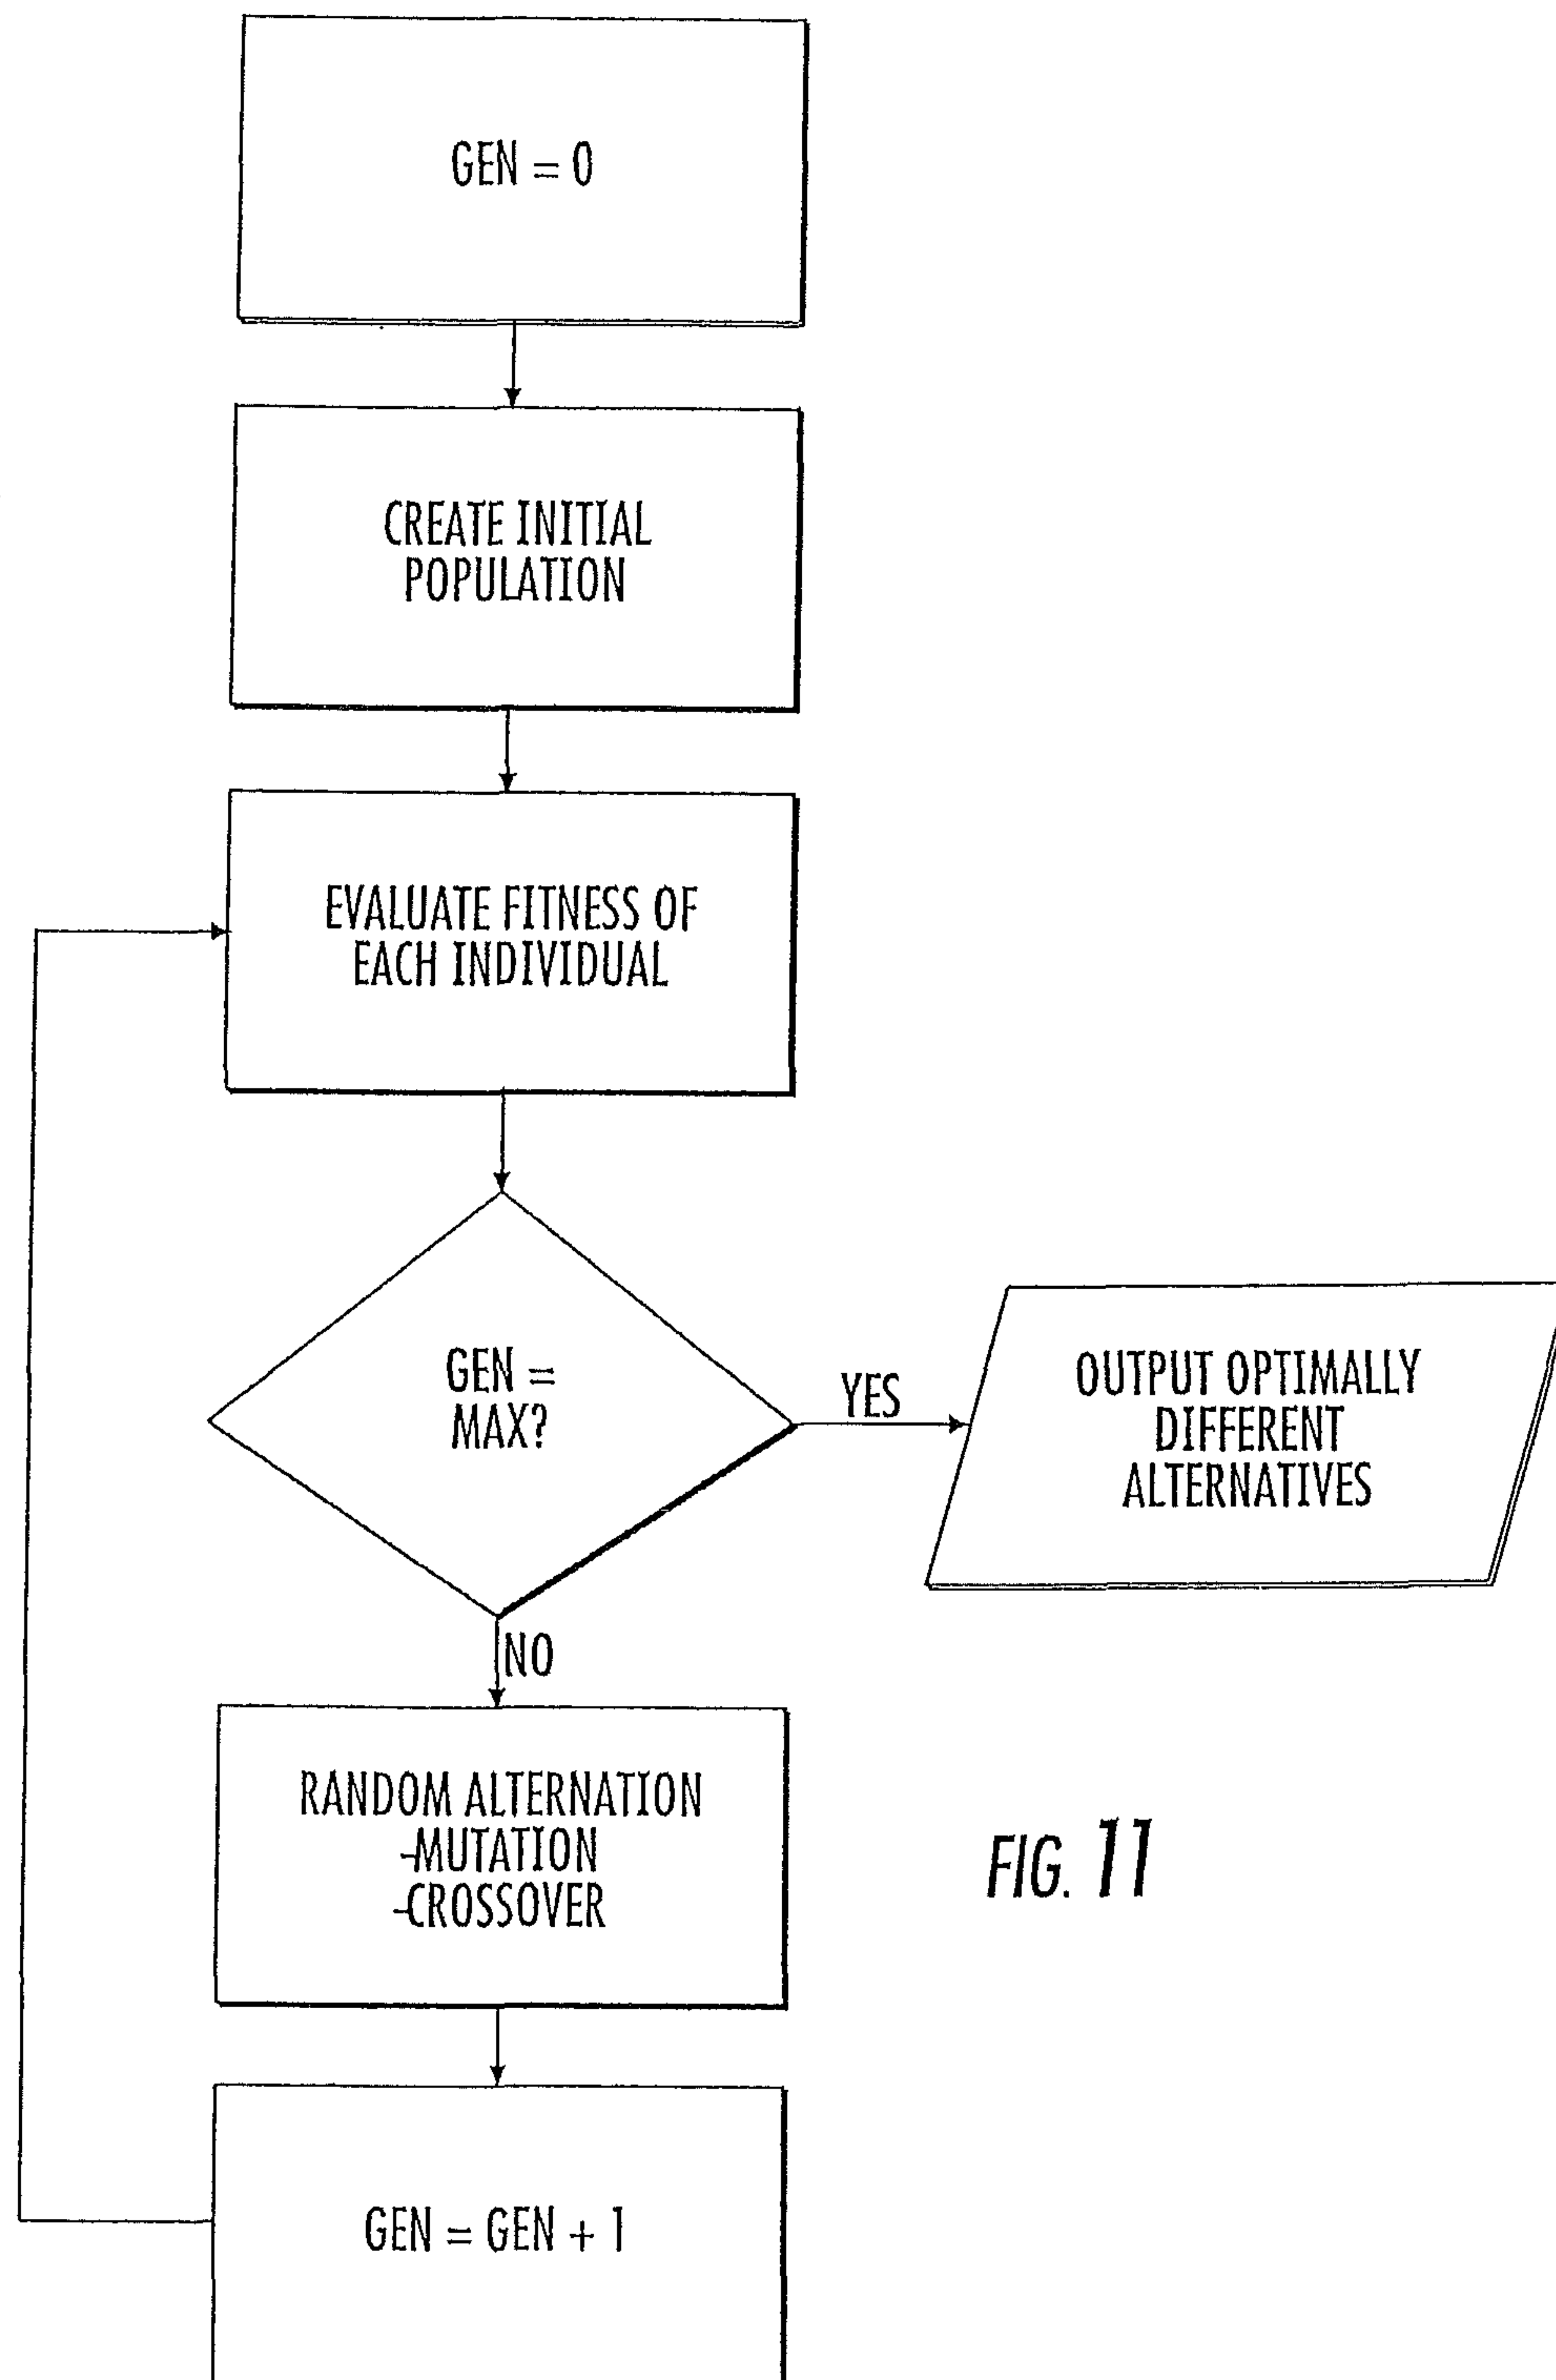 GEN = 0
CREATE INITIAL
POPULATION
EVALUATE FITNESS OF
EACH INDIVIDUAL
GEN =
MAX?
YES
OUTPUT OPTIMALLY
DIFFERENT
ALTERNATIVES
NO
RANDOM ALTERNATION
-MUTATION
-CROSSOVER
FIG. 11
GEN = GEN + 1